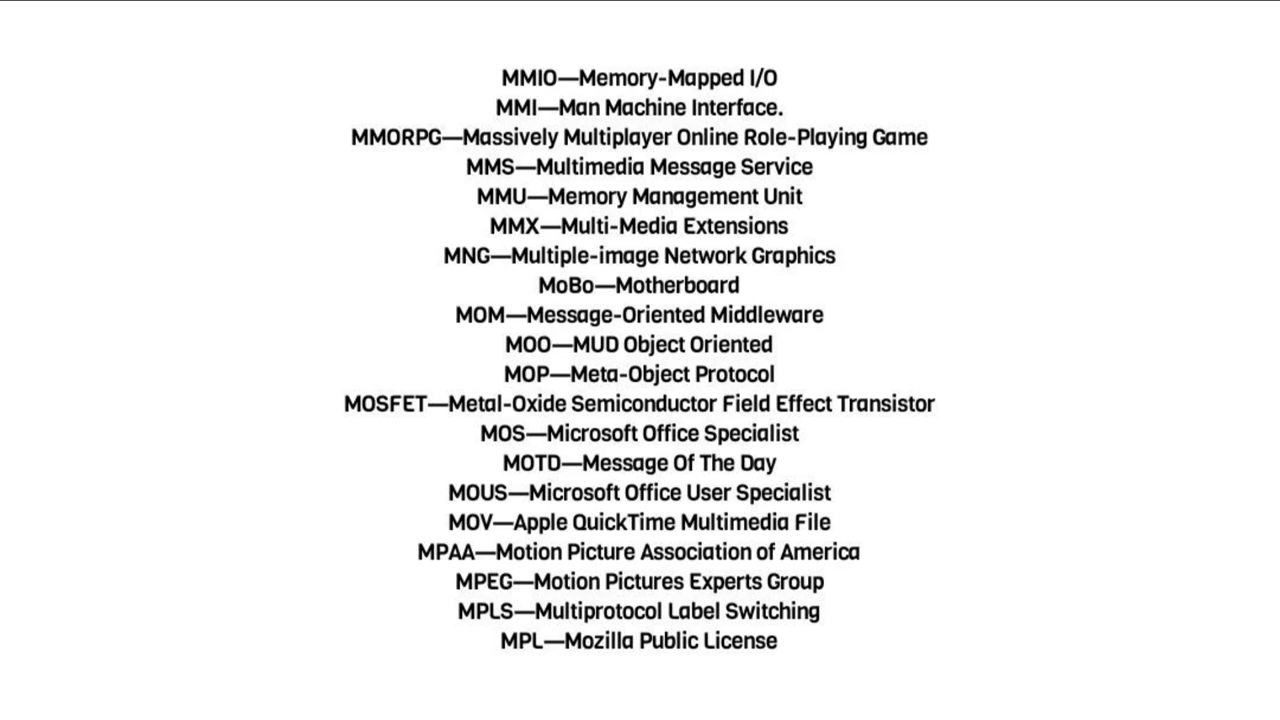 MMIO—Memory-Mapped I/O
MMI—Man Machine Interface.
MMORPG—Massively Multiplayer Online Role-Playing Game
MMS—Multimedia Message Service
MMU—Memory Management Unit
MMX—Multi-Media Extensions
MNG—Multiple-image Network Graphics
MoBo—Motherboard
MOM—Message-Oriented Middleware
MOO—MUD Object Oriented
MOP—Meta-Object Protocol
MOSFET—Metal-Oxide Semiconductor Field Effect Transistor
MOS—Microsoft Office Specialist
MOTD—Message Of The Day
MOUS—Microsoft Office User Specialist
MOV—Apple QuickTime Multimedia File
MPAA—Motion Picture Association of America
MPEG—Motion Pictures Experts Group
MPLS—Multiprotocol Label Switching
MPL—Mozilla Public License